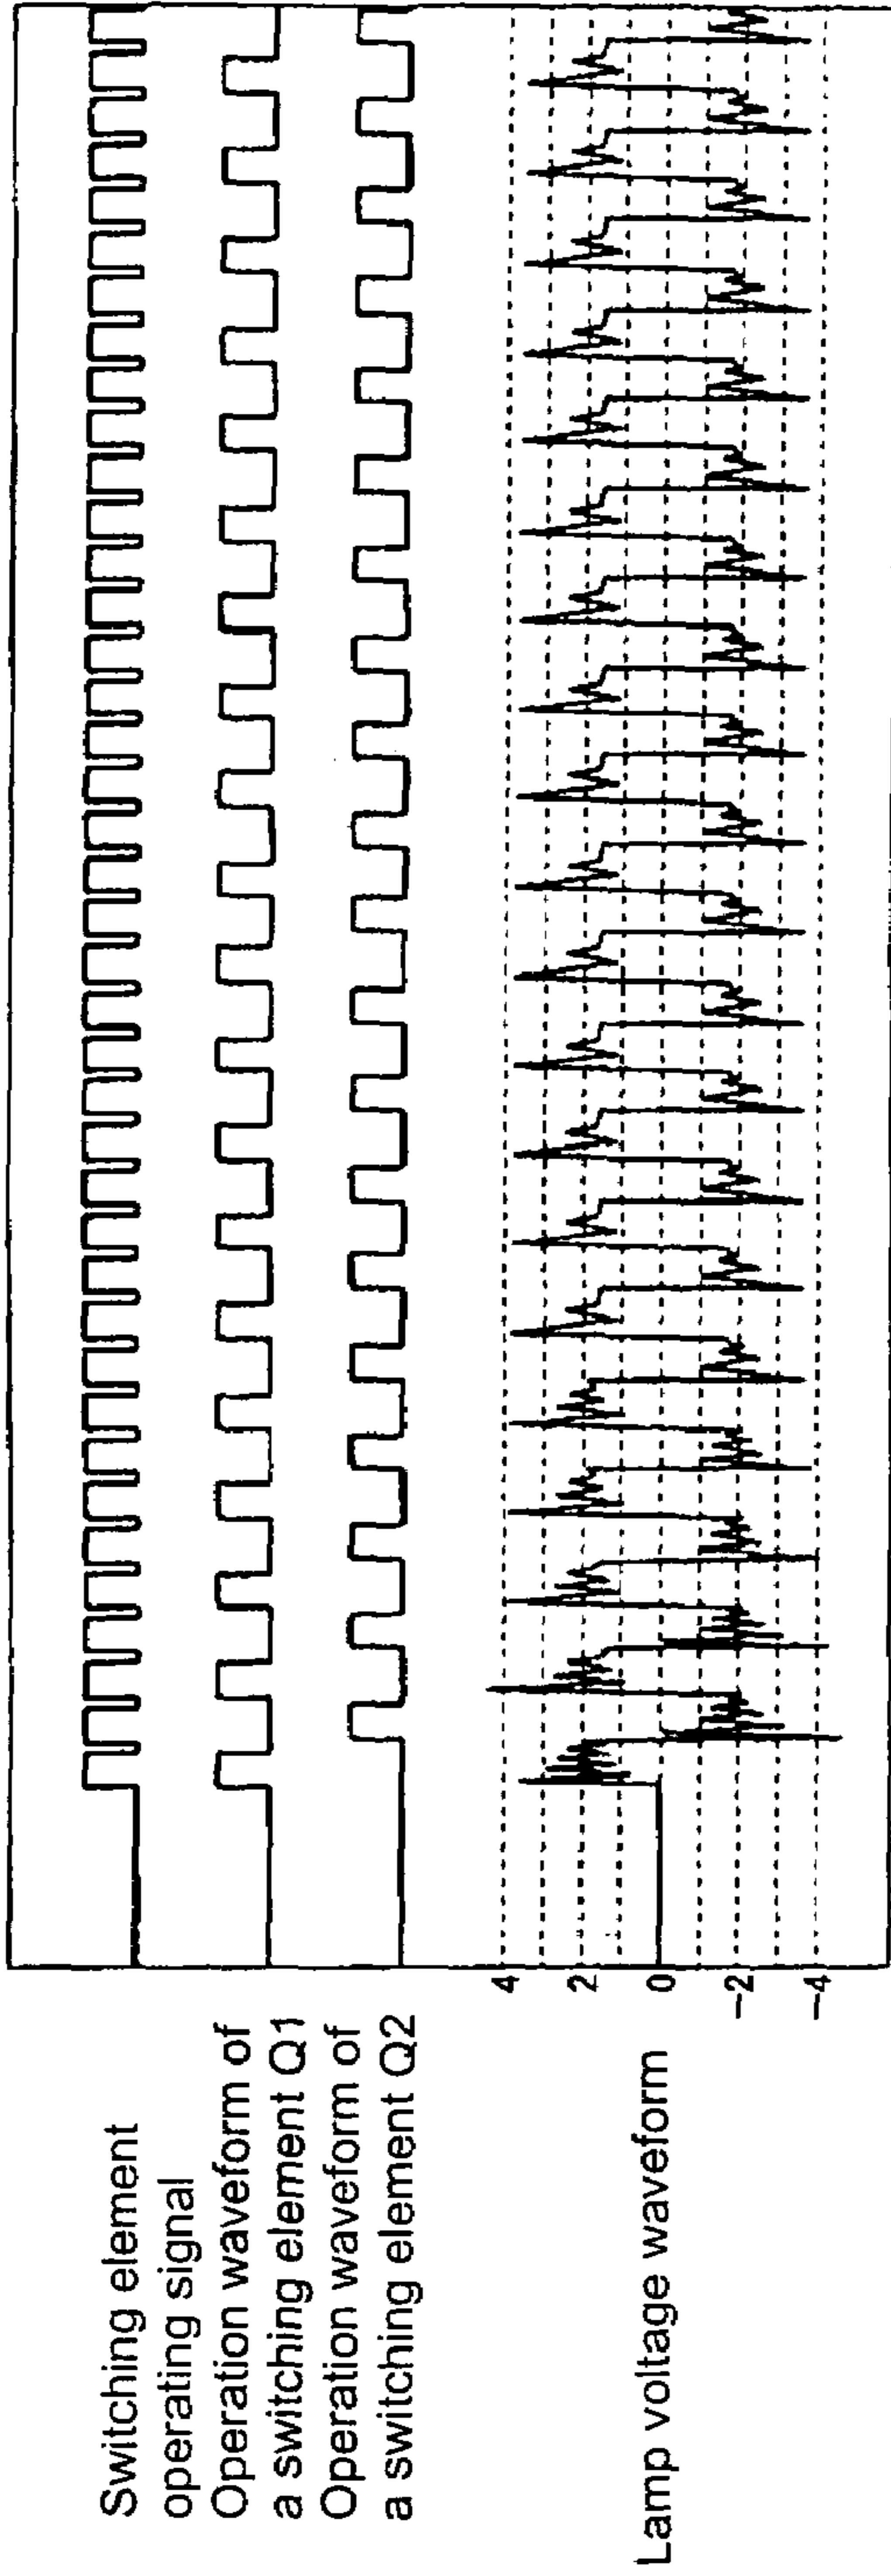 Switching element
operating signal
Operation waveform of
a switching element Q1
Operation waveform of
a switching element Q2
Lamp voltage waveform
4
2
0
-2
-4